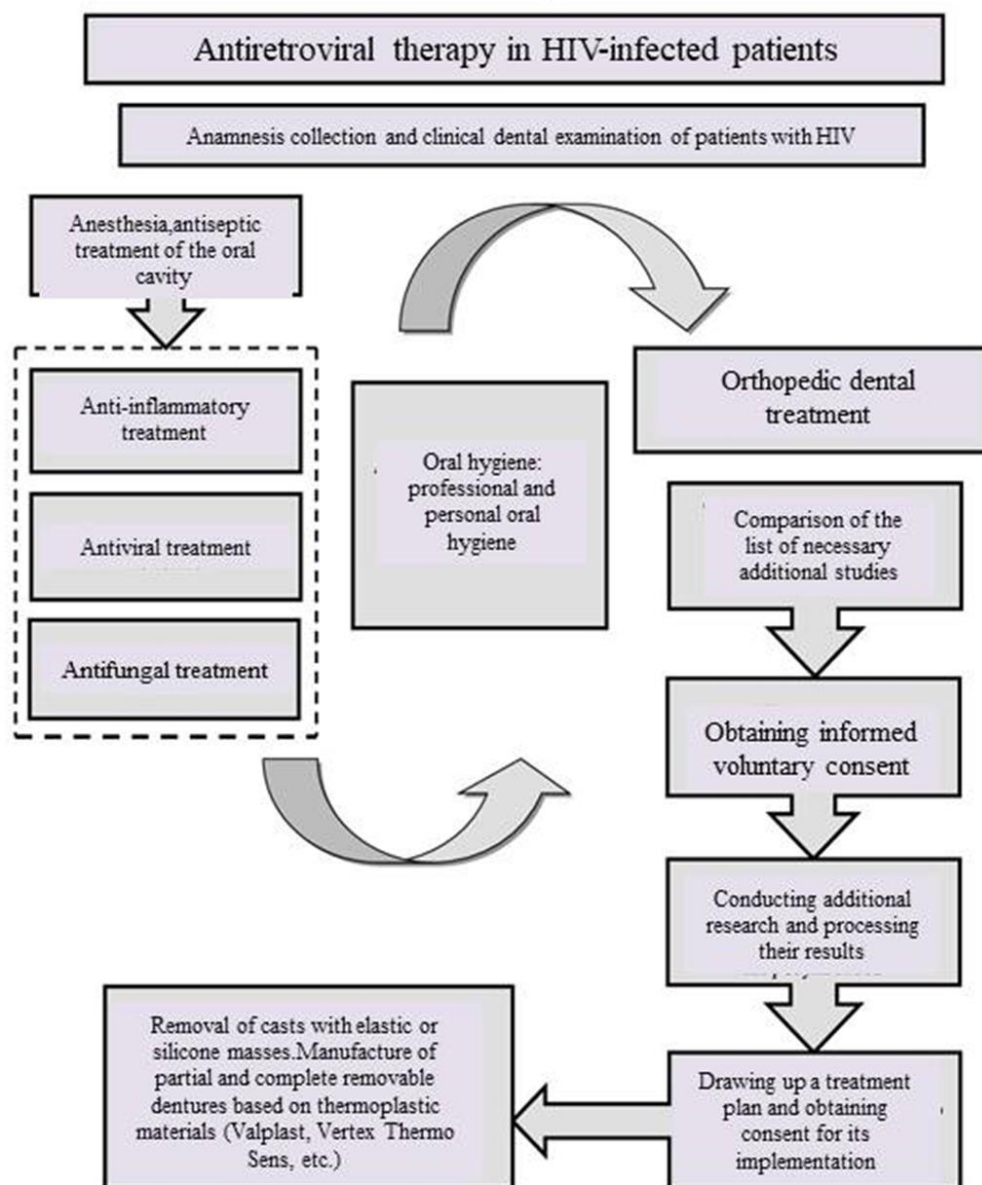 Antiretroviral therapy in HIV-infected patients
Anamnesis collection and clinical dental examination of patients with HIV
Anesthesia,antiseptic
treatment of the oral
cavity
Anti-inflammatory
treatment
Antiviral treatment
Antifungal treatment
Oral hygiene:
professional and
personal oral
hygiene
Orthopedic dental
treatment
Comparison of the
list of necessary
additional studies
Obtaining informed
voluntary consent
Conducting additional
research and processing
their results
Drawing up a treatment
plan and obtaining
consent for its
implementation
Removal of casts with elastic or
silicone masses.Manufacture of
partial and complete removable
dentures based on thermoplastic
materials (Valplast, Vertex Thermo
Sens, etc.)